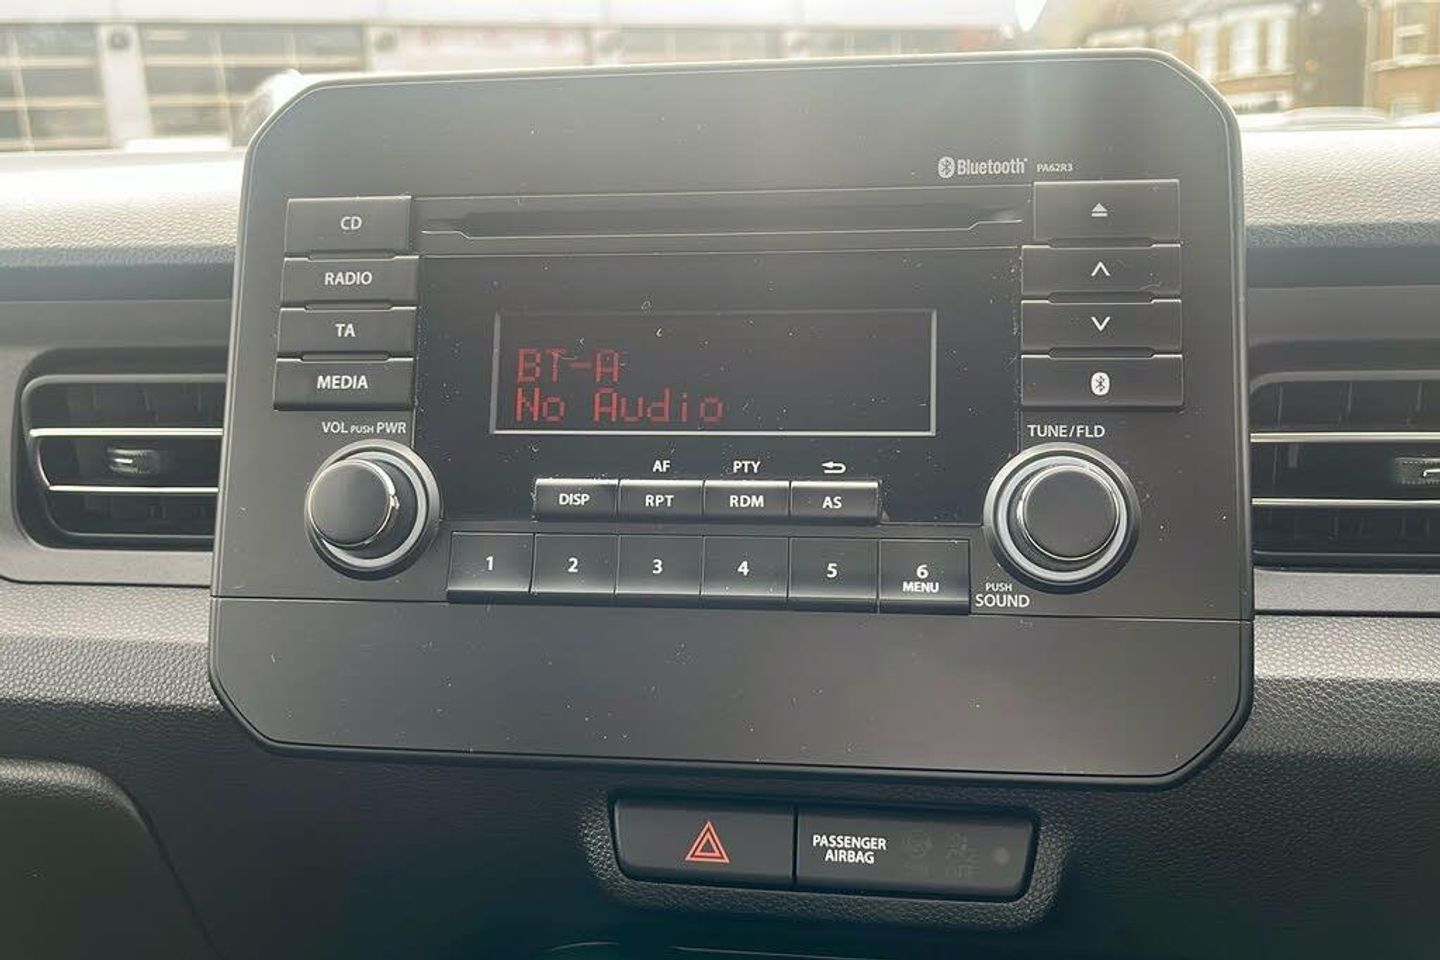 Bluetooth PA62R3
CD
RADIO
TA
MEDIA
BT-A
No Audio
VOL PUSH PWR
TUNE/FLD
AF PTY
DISP RPT RDM AS
1 2 3 4 5 6
MENU
PUSH
SOUND
PASSENGER
AIRBAG
OFF